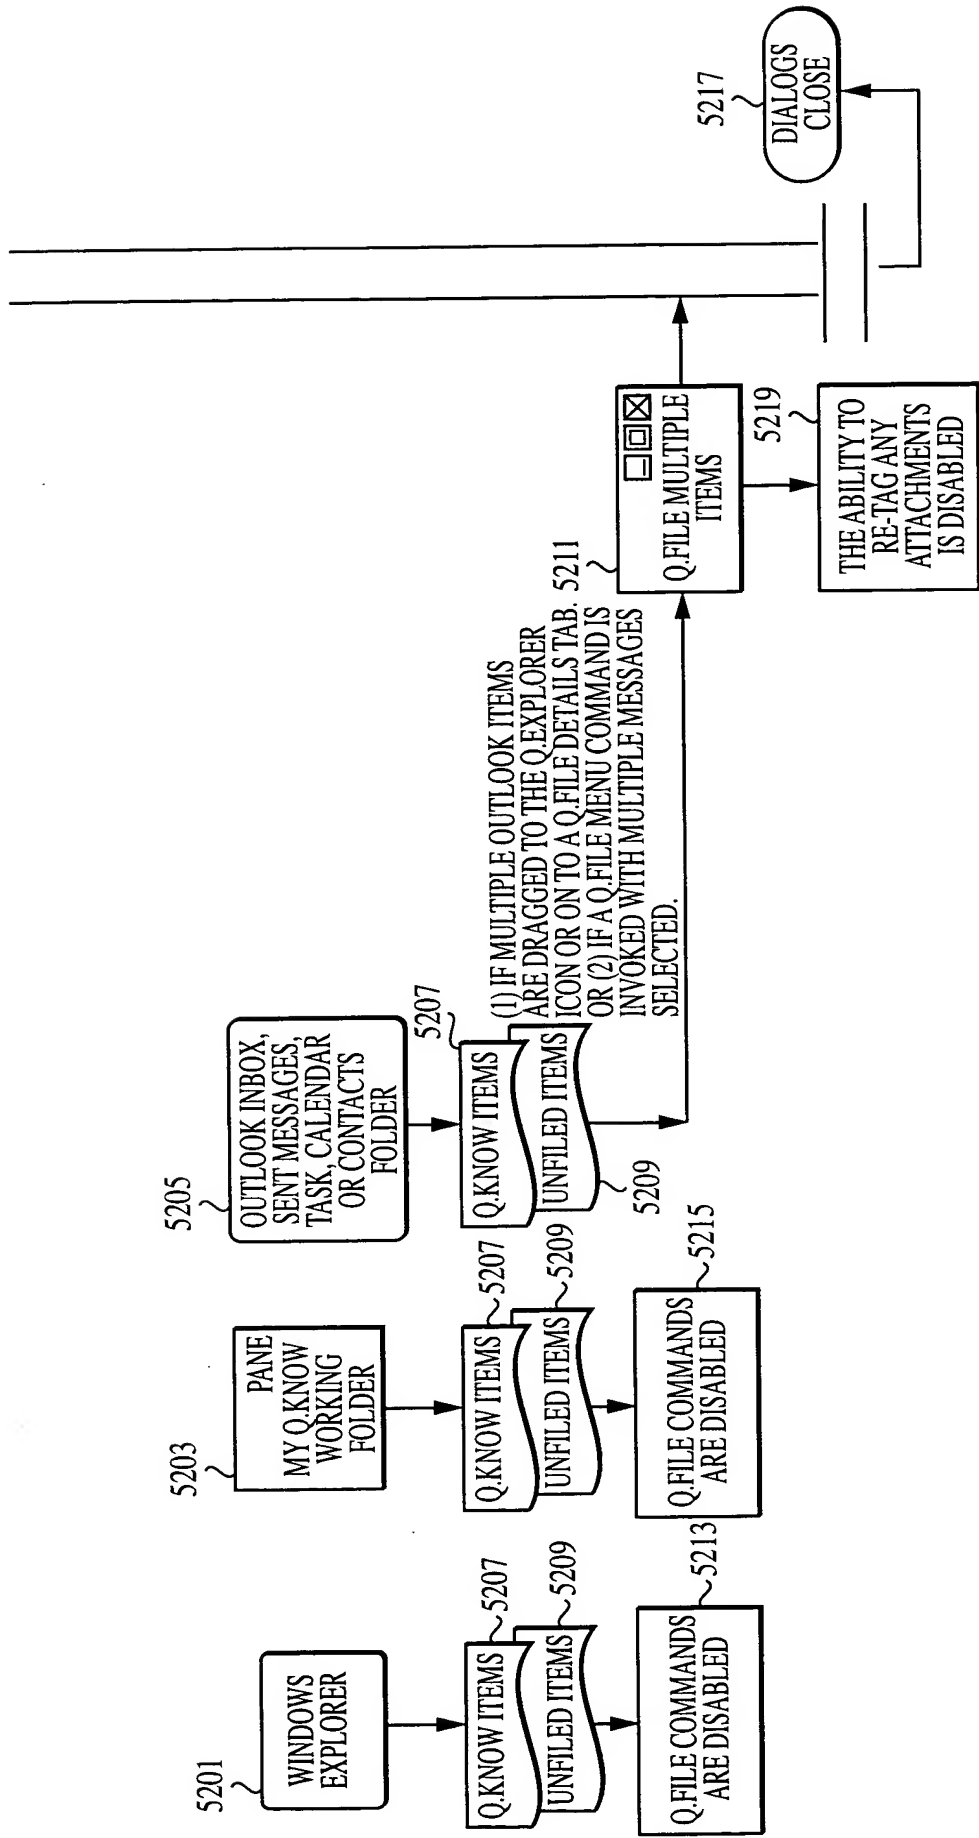 5201
WINDOWS
EXPLORER
Q.KNOW ITEMS
5207
UNFILED ITEMS
5209
Q.FILE COMMANDS
ARE DISABLED
5213
5203
PANE
MY Q.KNOW
WORKING
FOLDER
Q.KNOW ITEMS
5207
UNFILED ITEMS
5209
Q.FILE COMMANDS
ARE DISABLED
5215
5205
OUTLOOK INBOX,
SENT MESSAGES,
TASK, CALENDAR
OR CONTACTS
FOLDER
5207
Q.KNOW ITEMS
UNFILED ITEMS
5209
(1) IF MULTIPLE OUTLOOK ITEMS
ARE DRAGGED TO THE Q.EXPLORER
ICON OR ON TO A Q.FILE DETAILS TAB.
OR (2) IF A Q.FILE MENU COMMAND IS
INVOKED WITH MULTIPLE MESSAGES
SELECTED.
5211
Q.FILE MULTIPLE
ITEMS
5219
THE ABILITY TO
RE-TAG ANY
ATTACHMENTS
IS DISABLED
5217
DIALOGS
CLOSE